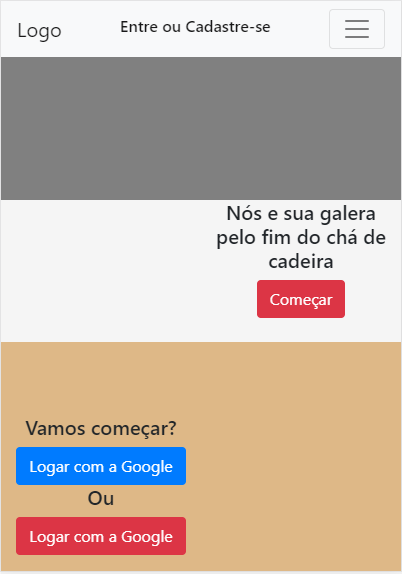 Logo
Entre ou Cadastre-se
Nós e sua galera
pelo fim do chá de
cadeira
Começar
Vamos começar?
Logar com a Google
Ou
Logar com a Google